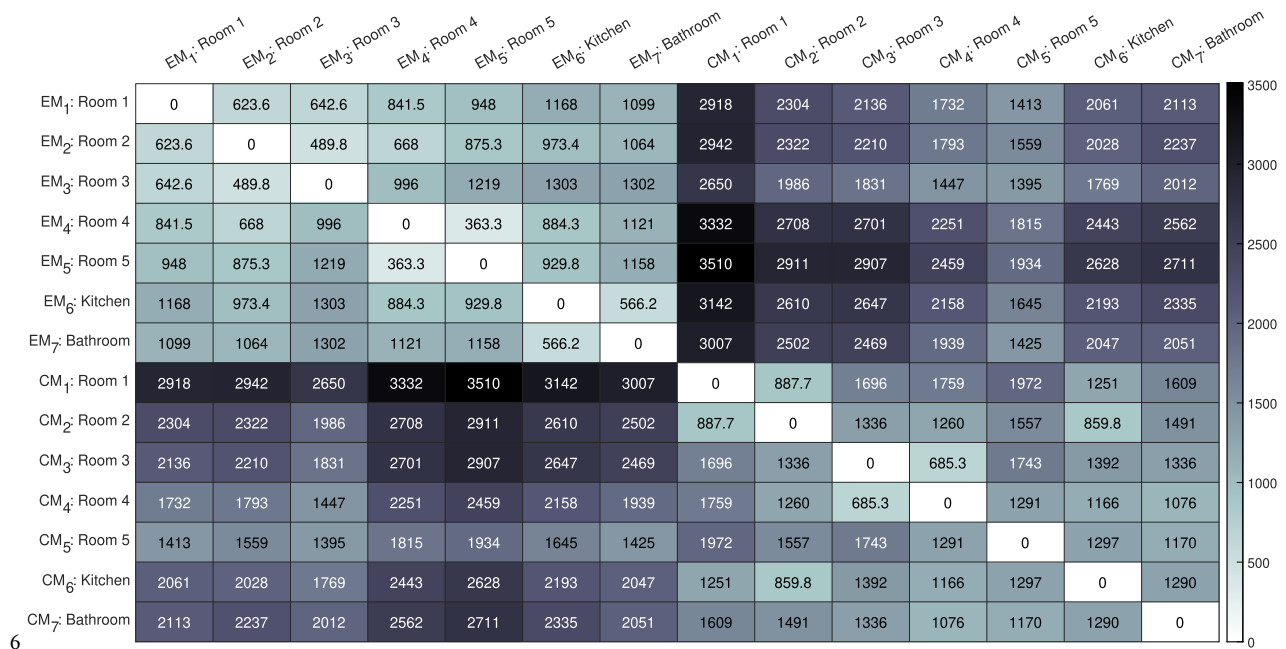 EM1: Room 1 EM2: Room 2 EM3: Room 3 EM4: Room 4 EM5: Room 5 EM6: Kitchen EM7: Bathroom CM1: Room 1 CM2: Room 2 CM3: Room 3 CM4: Room 4 CM5: Room 5 CM6: Kitchen CM7: Bathroom
EM1: Room 1 0 623.6 642.6 841.5 948 1168 1099 2918 2304 2136 1732 1413 2061 2113
EM2: Room 2 623.6 0 489.8 668 875.3 973.4 1064 2942 2322 2210 1793 1559 2028 2237
EM3: Room 3 642.6 489.8 0 996 1219 1303 1302 2650 1986 1831 1447 1395 1769 2012
EM4: Room 4 841.5 668 996 0 363.3 884.3 1121 3332 2708 2701 2251 1815 2443 2562
EM5: Room 5 948 875.3 1219 363.3 0 929.8 1158 3510 2911 2907 2459 1934 2628 2711
EM6: Kitchen 1168 973.4 1303 884.3 929.8 0 566.2 3142 2610 2647 2158 1645 2193 2335
EM7: Bathroom 1099 1064 1302 1121 1158 566.2 0 3007 2502 2469 1939 1425 2047 2051
CM1: Room 1 2918 2942 2650 3332 3510 3142 3007 0 887.7 1696 1759 1972 1251 1609
CM2: Room 2 2304 2322 1986 2708 2911 2610 2502 887.7 0 1336 1260 1557 859.8 1491
CM3: Room 3 2136 2210 1831 2701 2907 2647 2469 1696 1336 0 685.3 1743 1392 1336
CM4: Room 4 1732 1793 1447 2251 2459 2158 1939 1759 1260 685.3 0 1291 1166 1076
CM5: Room 5 1413 1559 1395 1815 1934 1645 1425 1972 1557 1743 1291 0 1297 1170
CM6: Kitchen 2061 2028 1769 2443 2628 2193 2047 1251 859.8 1392 1166 1297 0 1290
CM7: Bathroom 2113 2237 2012 2562 2711 2335 2051 1609 1491 1336 1076 1170 1290 0
3500
3000
2500
2000
1500
1000
500
0
6